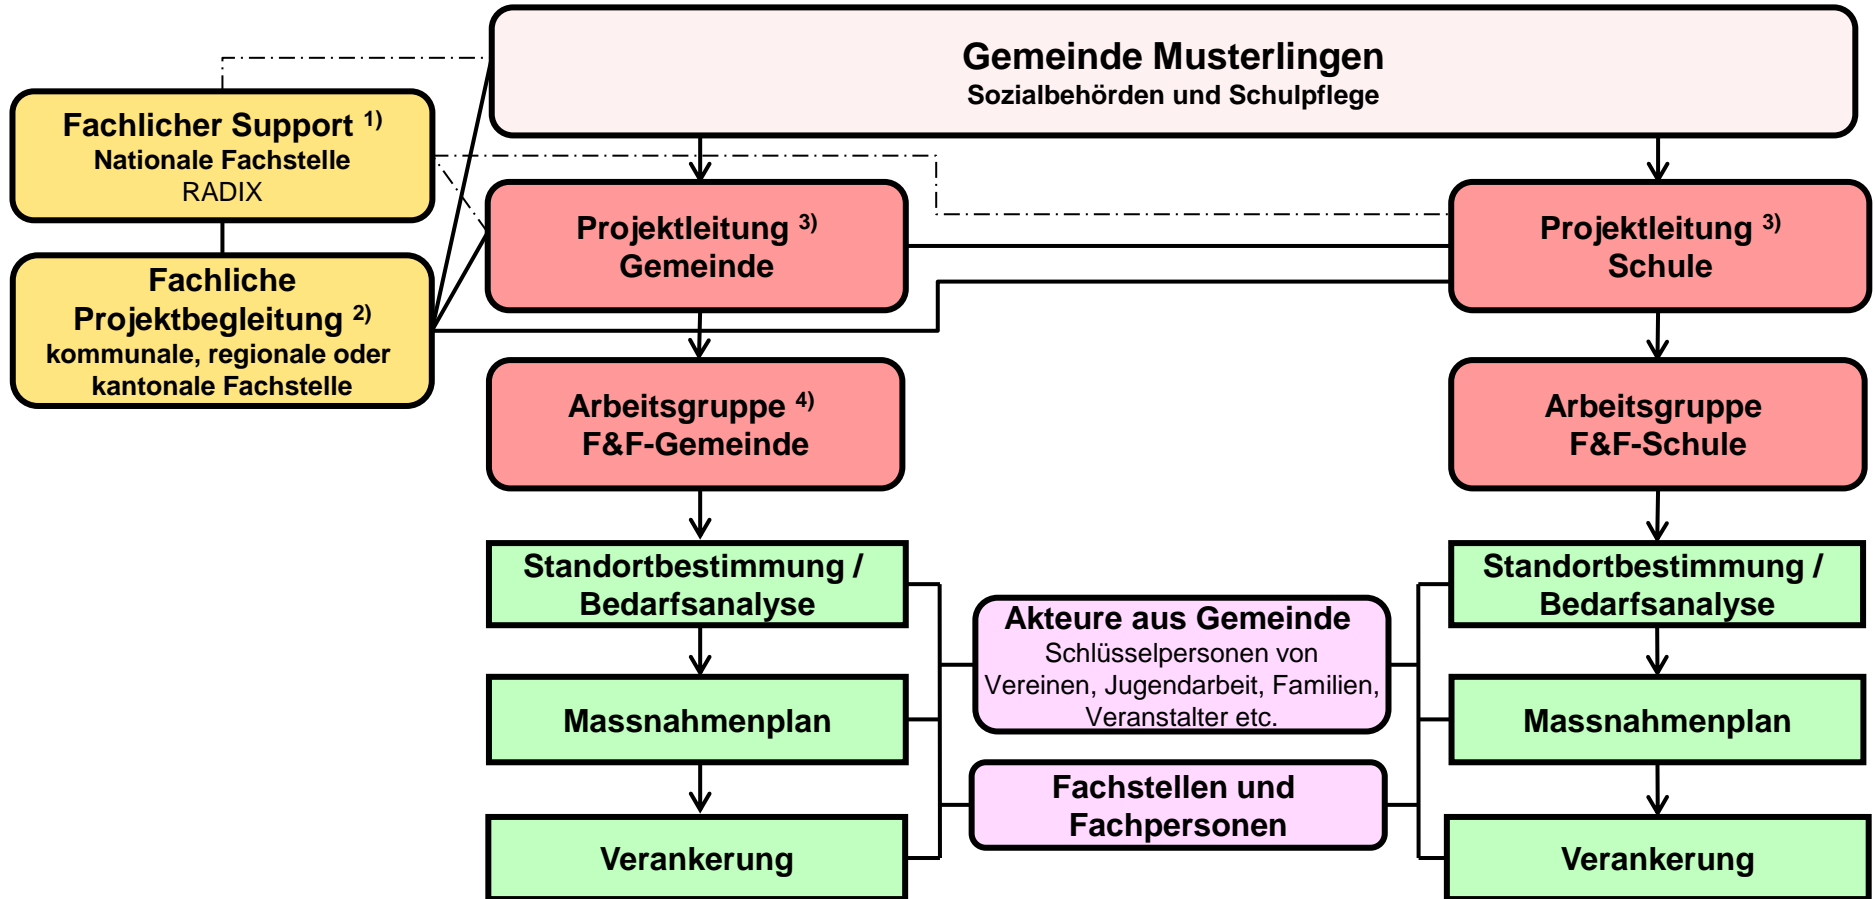 Gemeinde Musterlingen
Sozialbehörden und Schulpflege
Fachlicher Support 1)
Nationale Fachstelle
RADIX
Fachliche
Projektbegleitung 2)
kommunale, regionale oder
kantonale Fachstelle
Projektleitung 3)
Gemeinde
Projektleitung 3)
Schule
Arbeitsgruppe 4)
F&F-Gemeinde
Arbeitsgruppe
F&F-Schule
Standortbestimmung /
Bedarfsanalyse
Standortbestimmung /
Bedarfsanalyse
Akteure aus Gemeinde
Schlüsselpersonen von
Vereinen, Jugendarbeit, Familien,
Veranstalter etc.
Massnahmenplan
Massnahmenplan
Fachstellen und
Fachpersonen
Verankerung
Verankerung